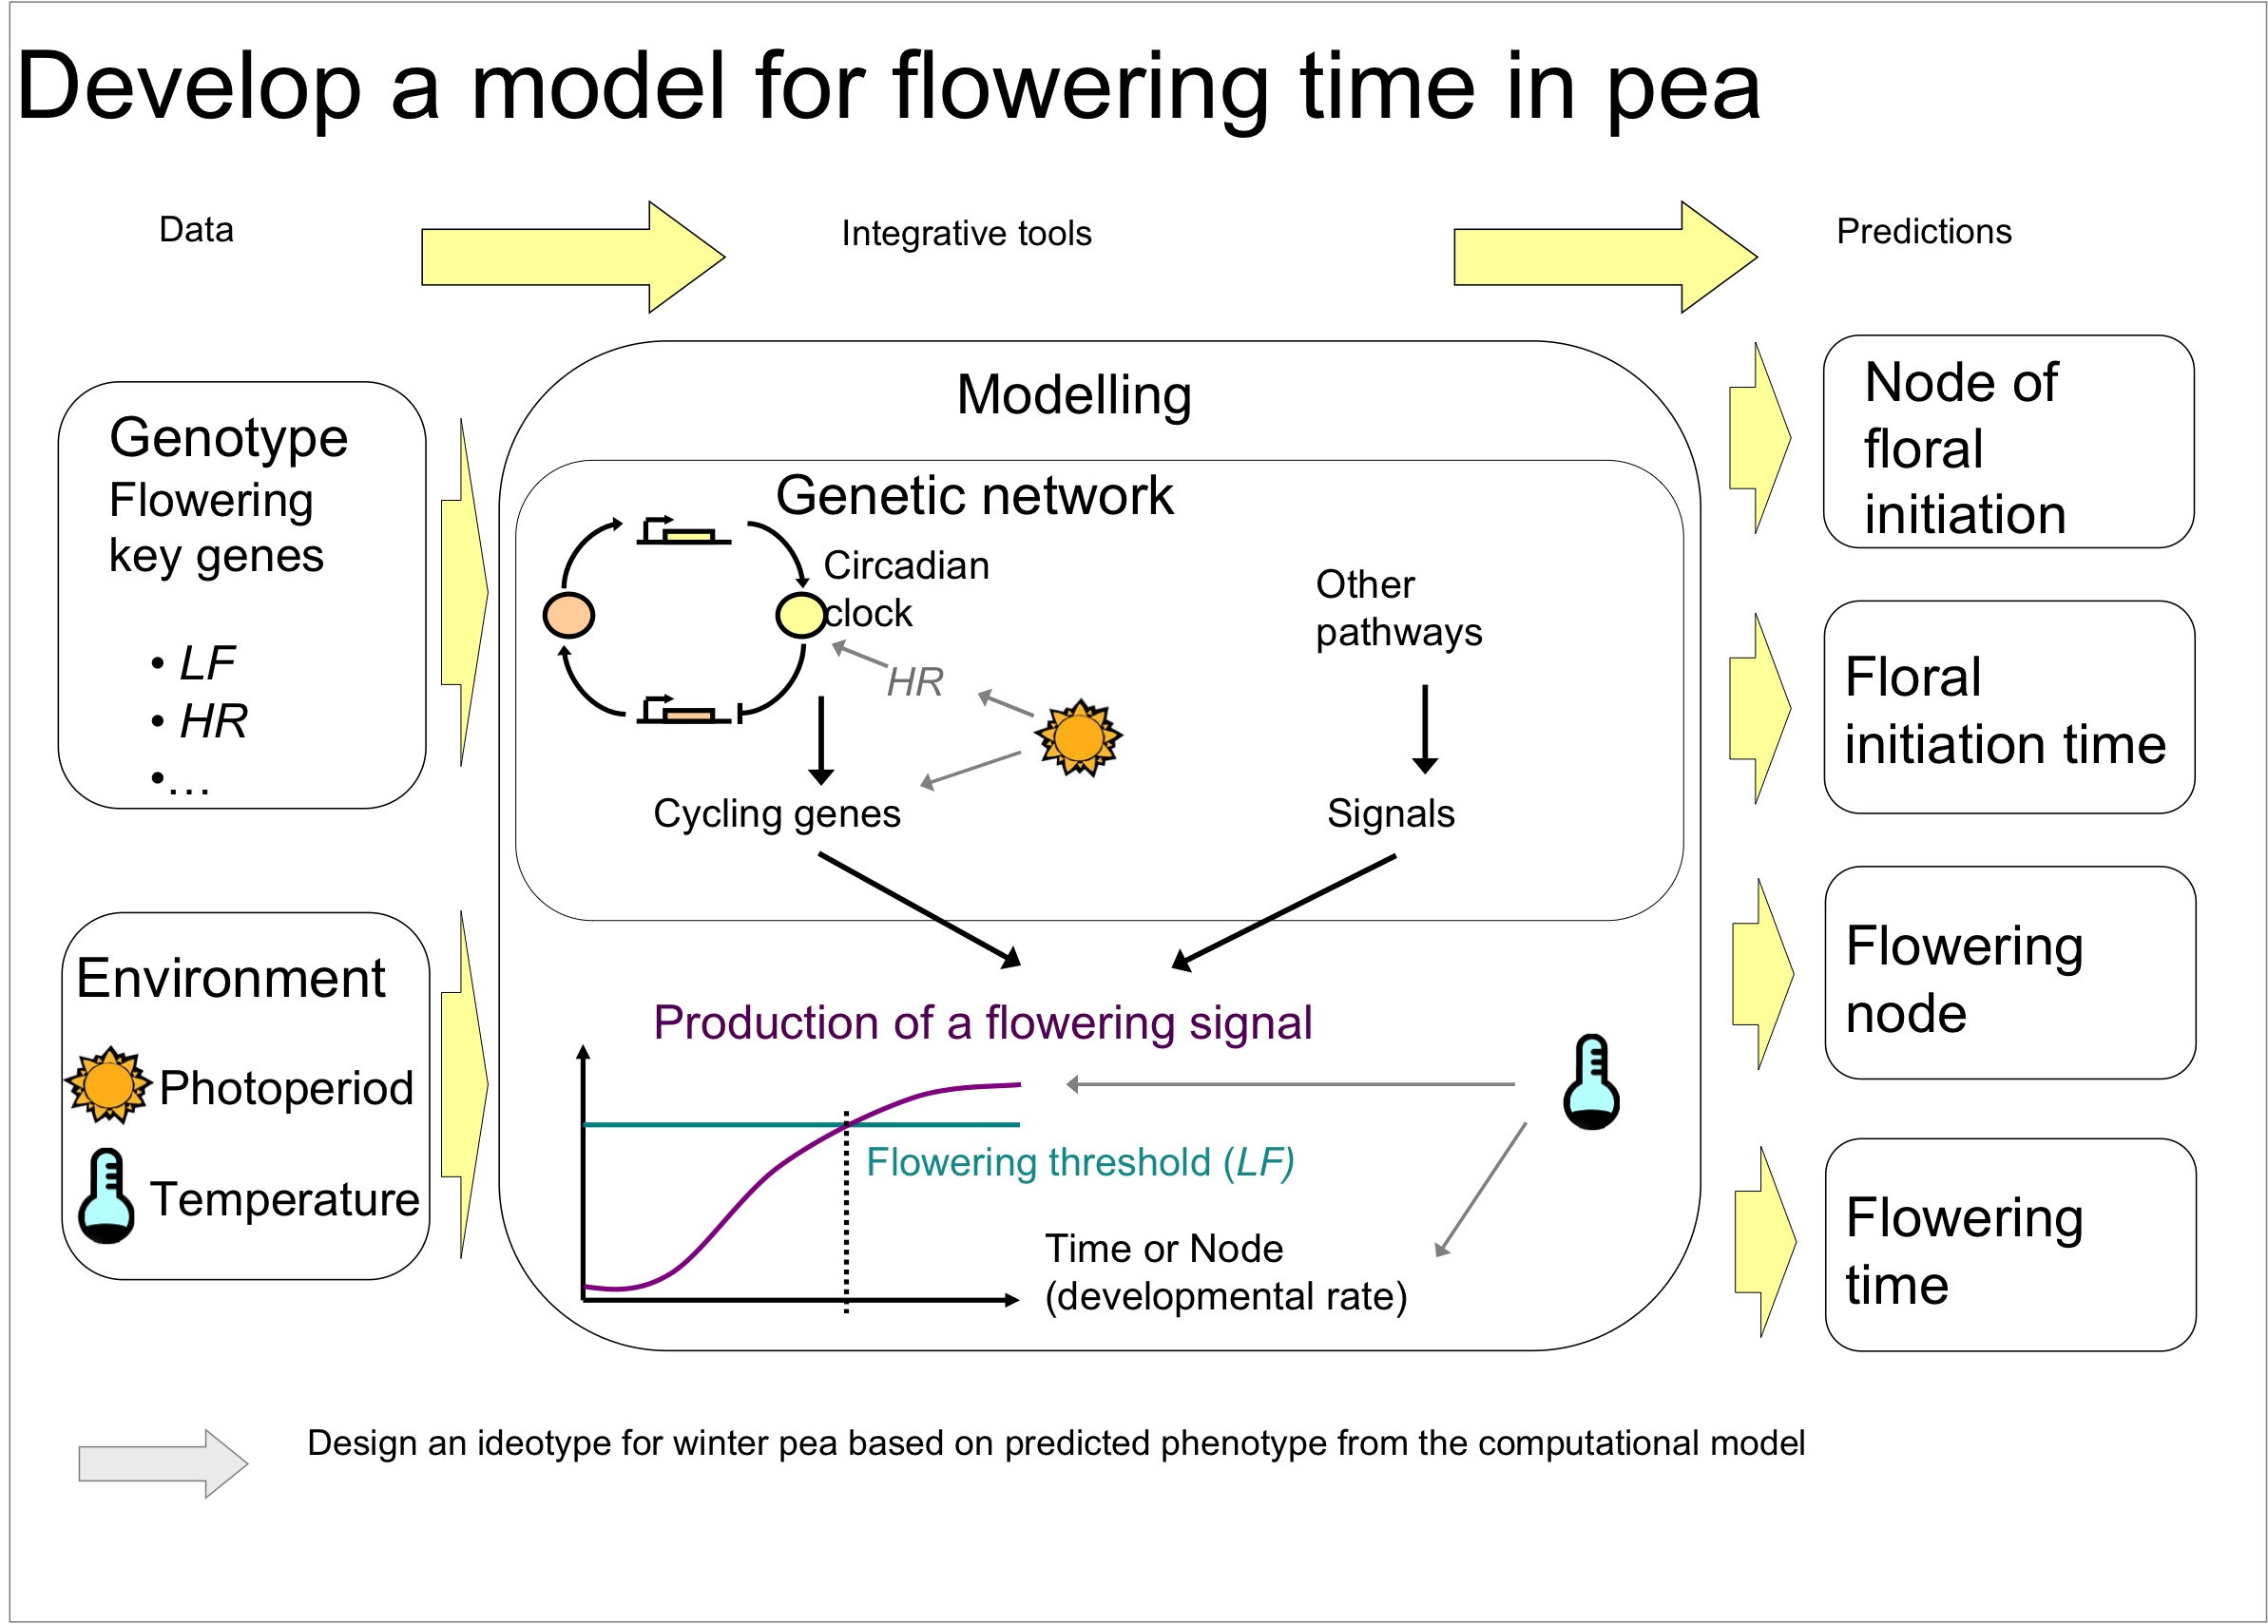 Develop a model for flowering time in pea
Data
Integrative tools
Predictions
Genotype
Flowering
key genes
• LF
• HR
•…
Environment
Photoperiod
Temperature
Modelling
Genetic network
Circadian
clock
HR
Cycling genes
Other
pathways
Signals
Production of a flowering signal
Flowering threshold (LF)
Time or Node
(developmental rate)
Node of
floral
initiation
Floral
initiation time
Flowering
node
Flowering
time
Design an ideotype for winter pea based on predicted phenotype from the computational model